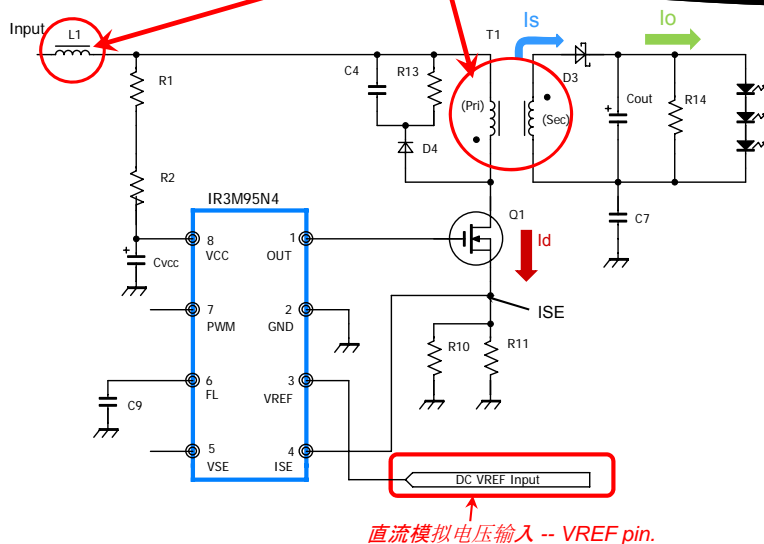 Input
L1
Is
Io
T1
R1
C4
R13
D3
(Pri)
(Sec)
Cout
R14
D4
R2
IR3M95N4
Q1
C7
8
VCC
1
OUT
Id
Cvcc
ISE
7
PWM
2
GND
R10
R11
6
FL
3
VREF
C9
5
VSE
4
ISE
DC VREF Input
直流模拟电压输入 -- VREF pin.